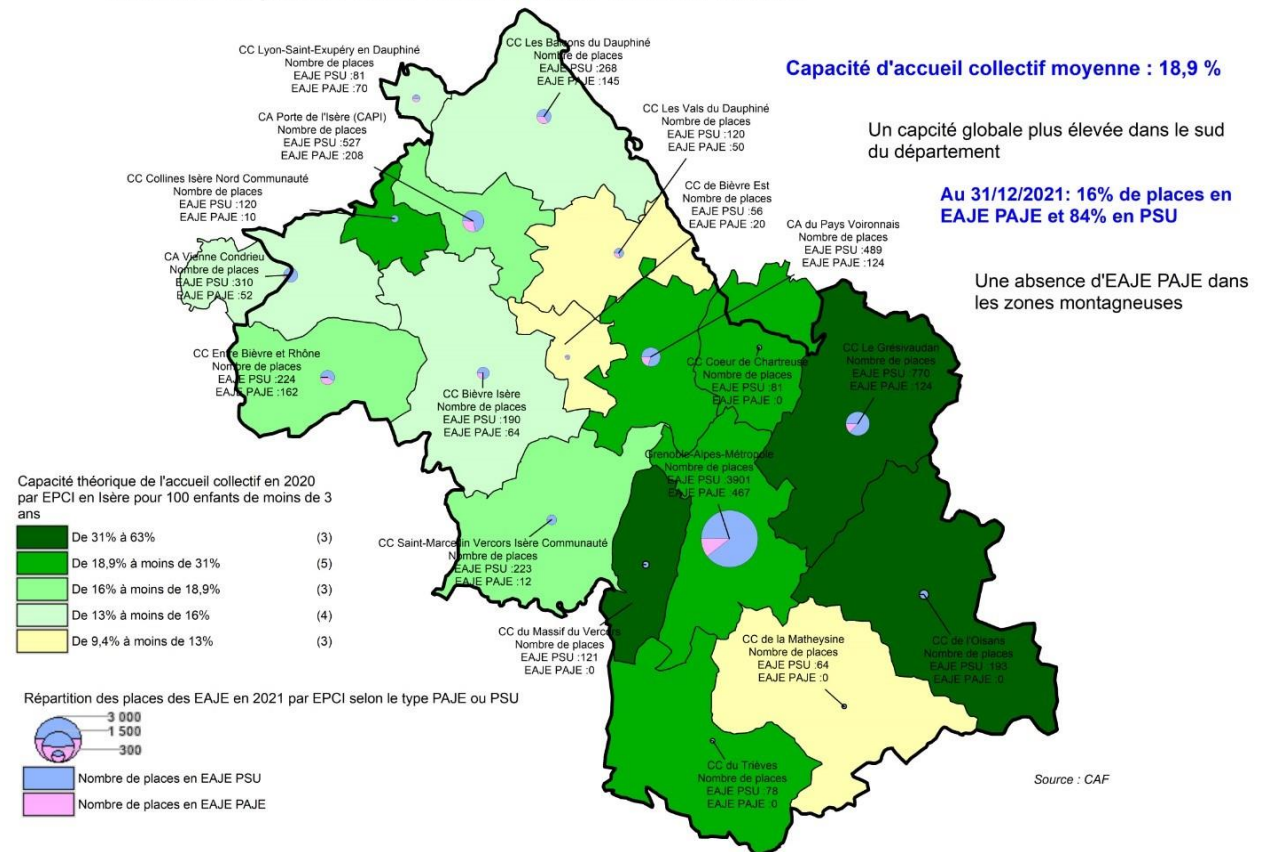 CC Lyon-Saint-Exupéry en Dauphiné
Nombre de places
EAJE PSU :81
EAJE PAJE :70
CC Les Balcons du Dauphiné
Nombre de places
EAJE PSU :268
EAJE PAJE :145
CA Porte de l'Isère (CAPI)
Nombre de places
EAJE PSU :527
EAJE PAJE :208
CC Les Vals du Dauphiné
Nombre de places
EAJE PSU :120
EAJE PAJE :50
CC Collines Isère Nord Communauté
Nombre de places
EAJE PSU :120
EAJE PAJE :10
CC de Bièvre Est
Nombre de places
EAJE PSU :56
EAJE PAJE :20
CA du Pays Voironnais
Nombre de places
EAJE PSU :489
EAJE PAJE :124
CA Vienne Condrieu
Nombre de places
EAJE PSU :310
EAJE PAJE :52
CC Entre Bièvre et Rhône
Nombre de places
EAJE PSU :224
EAJE PAJE :162
CC Bièvre Isère
Nombre de places
EAJE PSU :190
EAJE PAJE :64
CC Coeur de Chartreuse
Nombre de places
EAJE PSU :81
EAJE PAJE :0
CC Le Grésivaudan
Nombre de places
EAJE PSU :770
EAJE PAJE :124
Grenoble-Alpes-Métropole
Nombre de places
EAJE PSU :3901
EAJE PAJE :467
CC Saint-Marcellin Vercors Isère Communauté
Nombre de places
EAJE PSU :223
EAJE PAJE :12
CC du Massif du Vercors
Nombre de places
EAJE PSU :121
EAJE PAJE :0
CC de la Matheysine
Nombre de places
EAJE PSU :64
EAJE PAJE :0
CC de l'Oisans
Nombre de places
EAJE PSU :193
EAJE PAJE :0
CC du Trièves
Nombre de places
EAJE PSU :78
EAJE PAJE :0
Capacité d'accueil collectif moyenne : 18,9 %
Un capcité globale plus élevée dans le sud
du département
Au 31/12/2021: 16% de places en
EAJE PAJE et 84% en PSU
Une absence d'EAJE PAJE dans
les zones montagneuses
Capacité théorique de l'accueil collectif en 2020
par EPCI en Isère pour 100 enfants de moins de 3
ans
De 31% à 63% (3)
De 18,9% à moins de 31% (5)
De 16% à moins de 18,9% (3)
De 13% à moins de 16% (4)
De 9,4% à moins de 13% (3)
Répartition des places des EAJE en 2021 par EPCI selon le type PAJE ou PSU
3 000
1 500
300
Nombre de places en EAJE PSU
Nombre de places en EAJE PAJE
Source : CAF